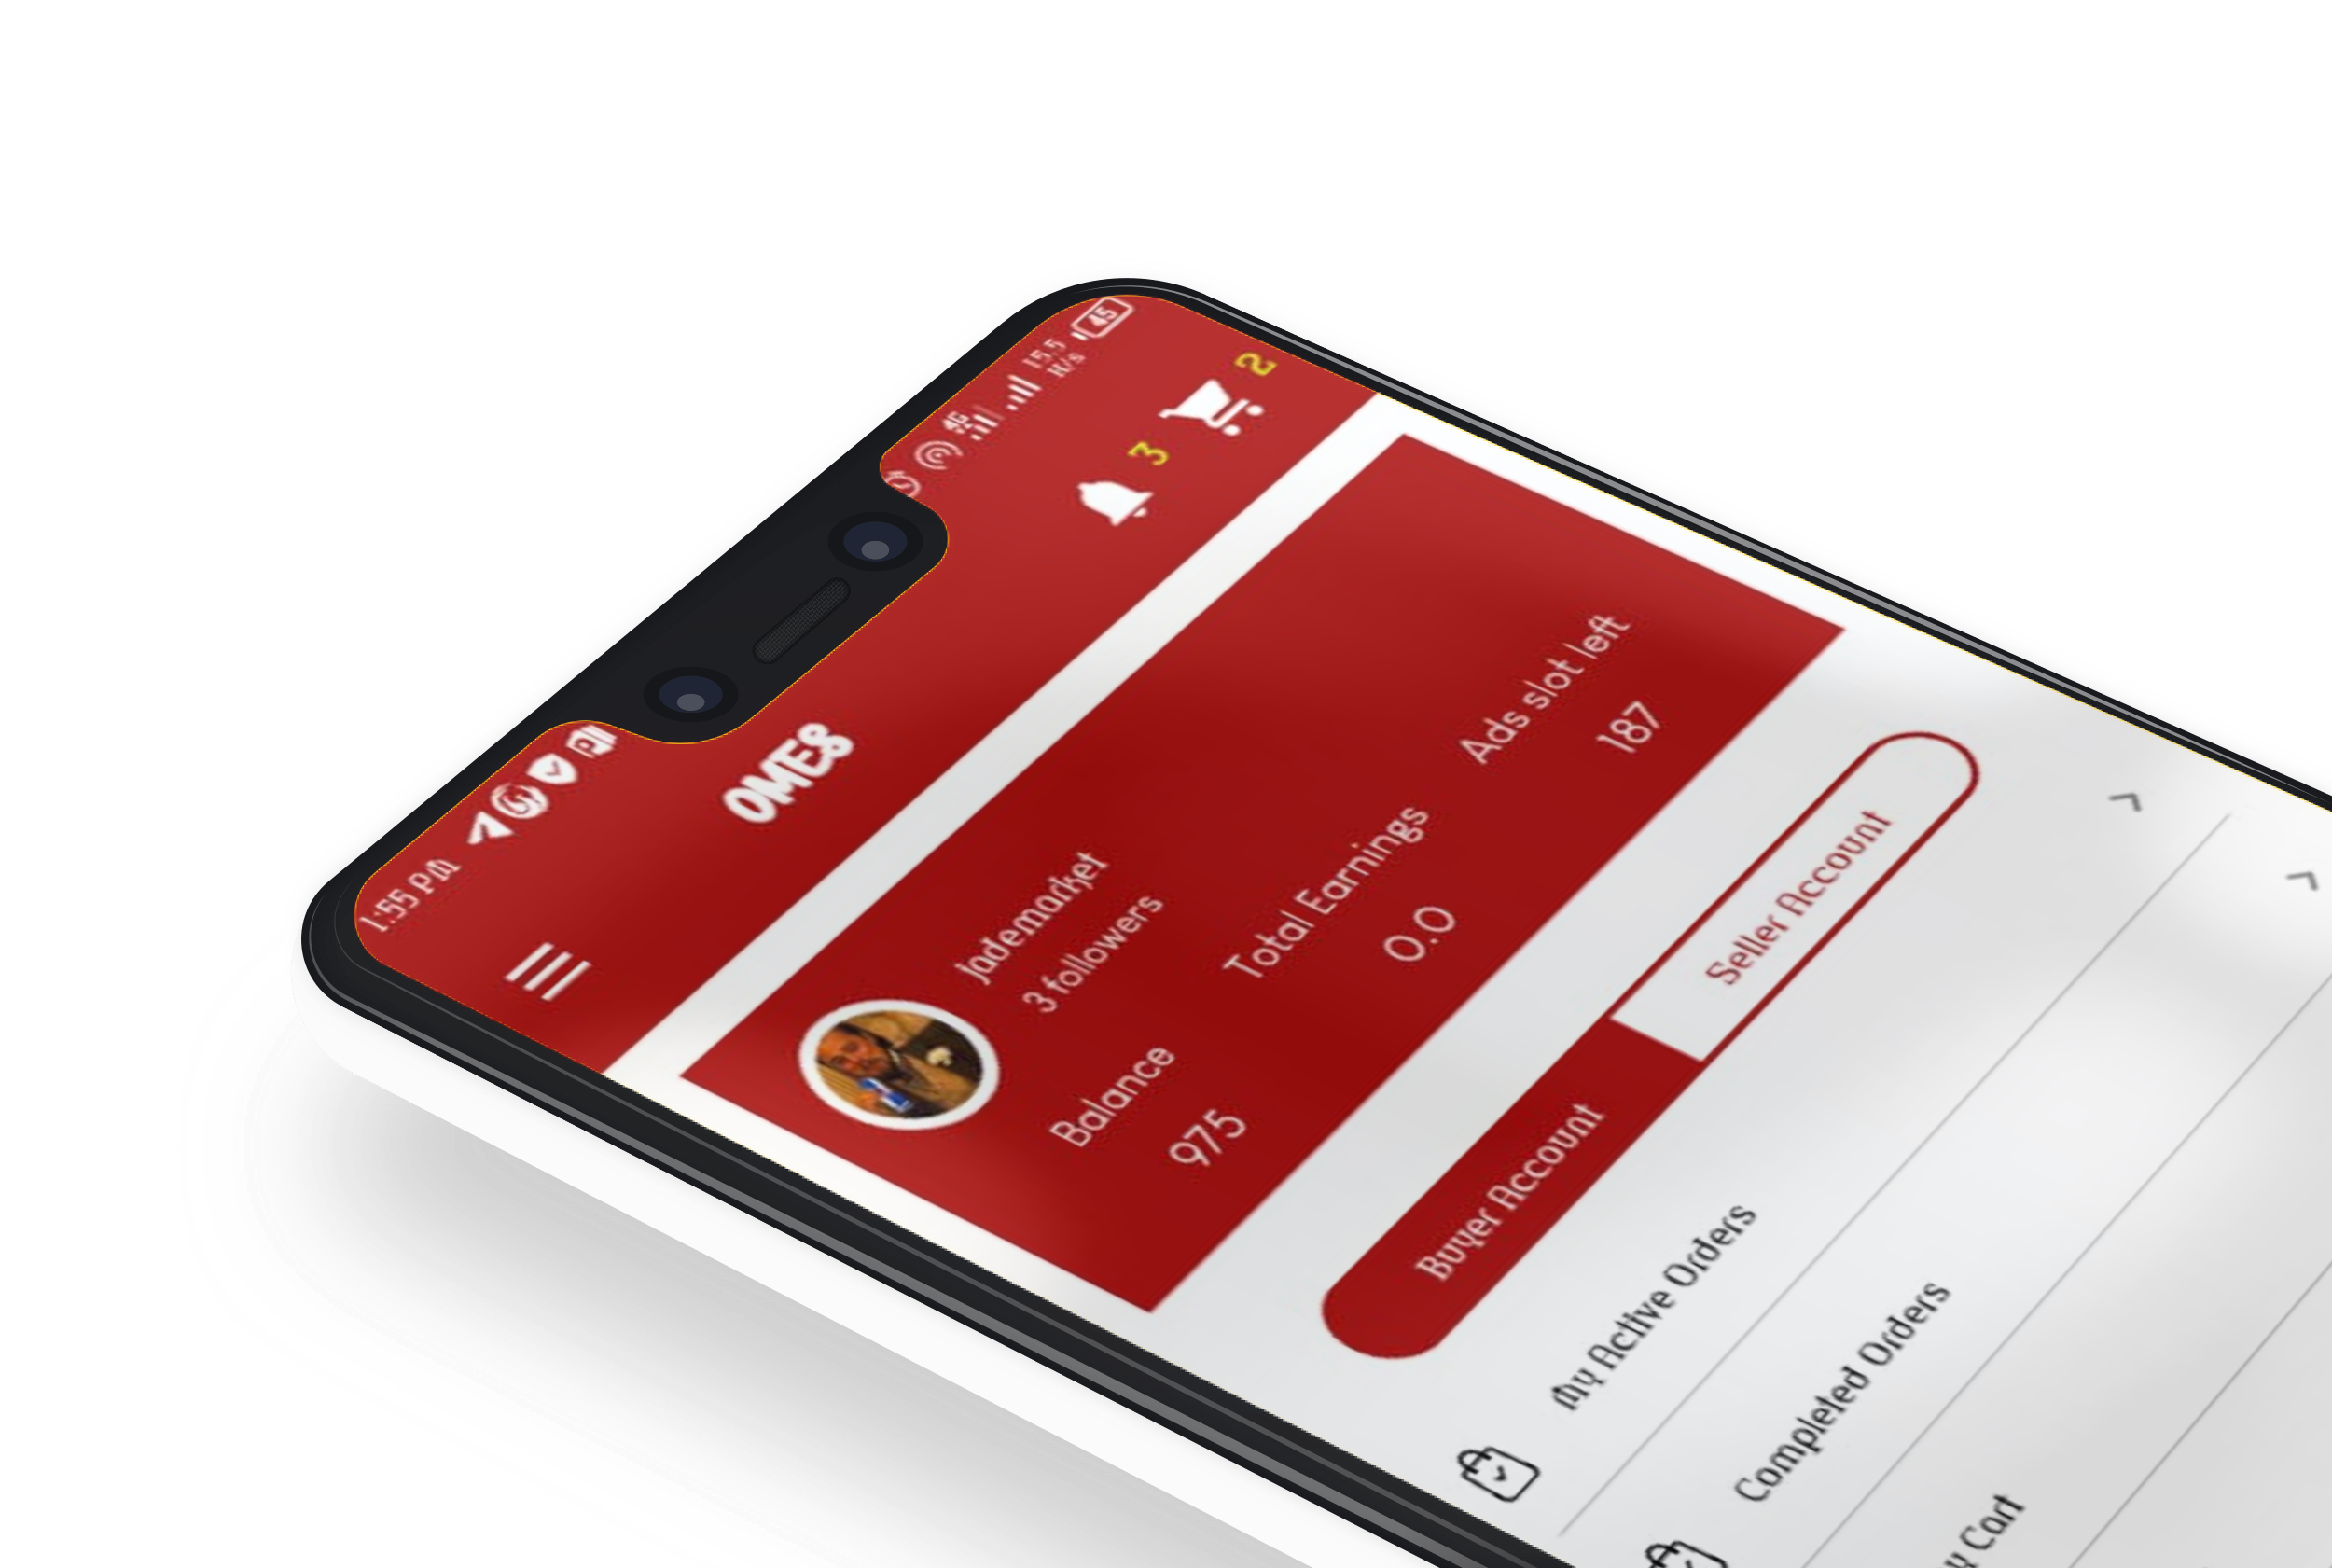 1:55 PM
4G
15.5
K/s
45
OMES
3
2
jademarket
3 followers
Balance
Total Earnings
Ads slot left
975
0.0
187
Buyer Account
Seller Account
My Active Orders
Completed Orders
Cart